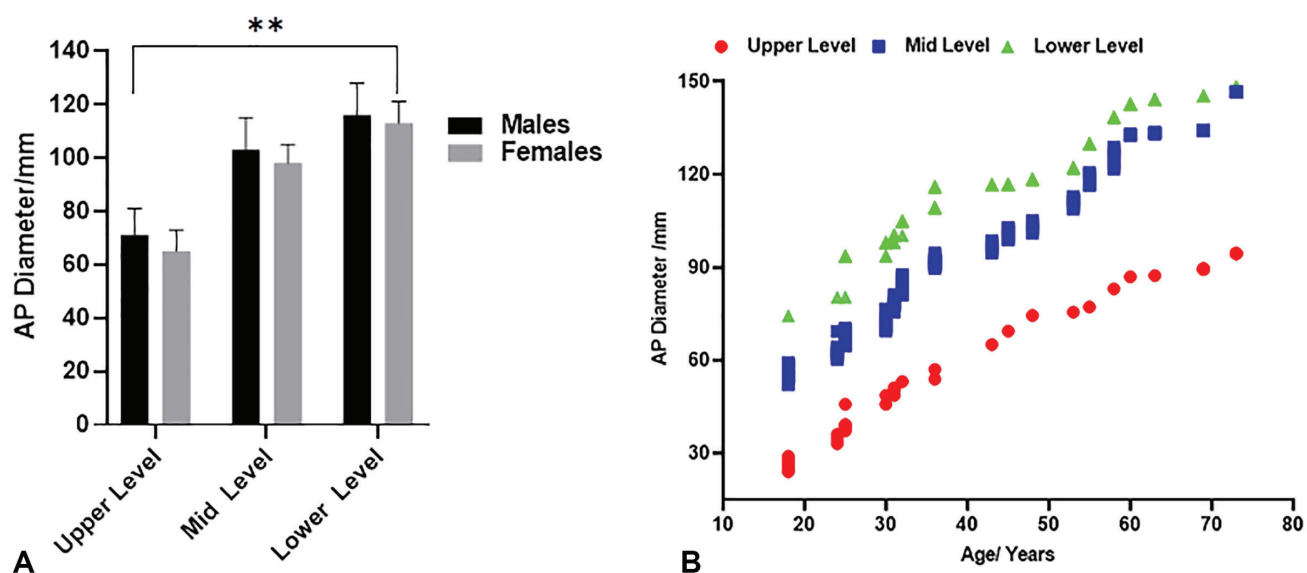 **
140
120
100
80
60
40
20
0
AP Diameter/mm
Males
Females
Upper Level
Mid Level
Lower Level
A
Upper Level Mid Level Lower Level
150
120
90
60
30
AP Diameter /mm
10 20 30 40 50 60 70 80
Age/ Years
B